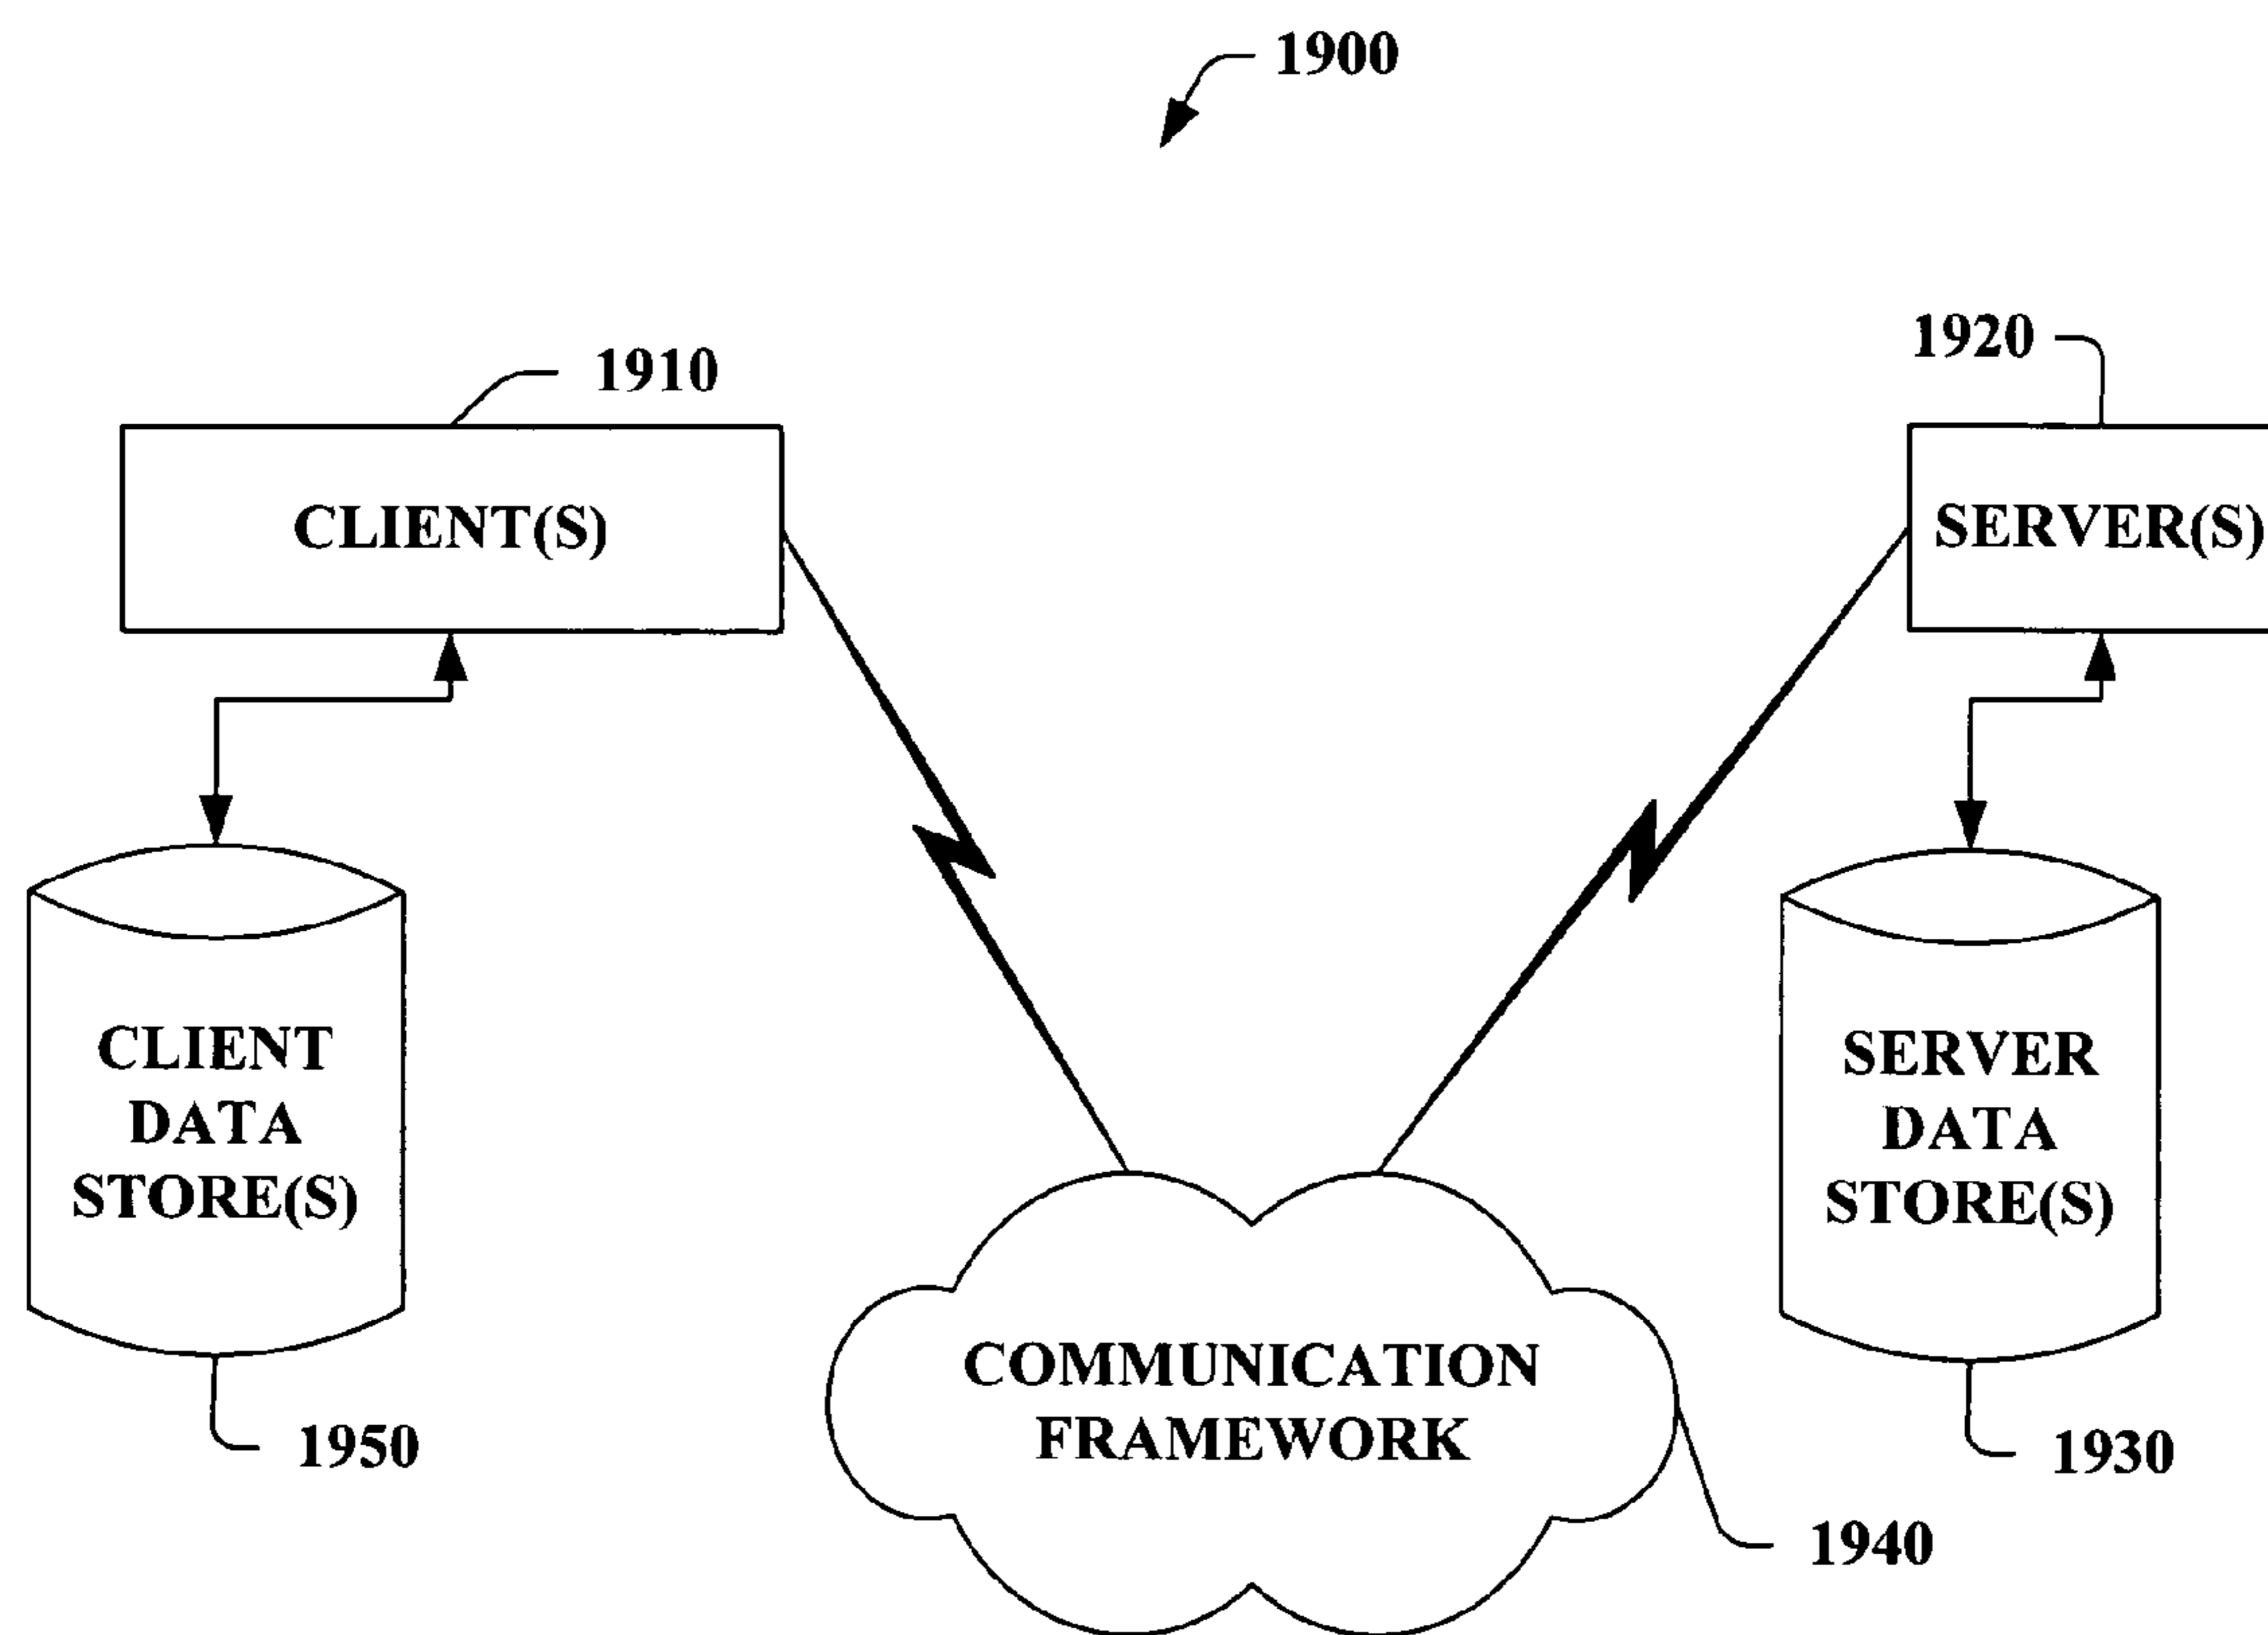 1900
1910
1920
CLIENT(S)
SERVER(S)
CLIENT
DATA
STORE(S)
SERVER
DATA
STORE(S)
COMMUNICATION
FRAMEWORK
1950
1930
1940